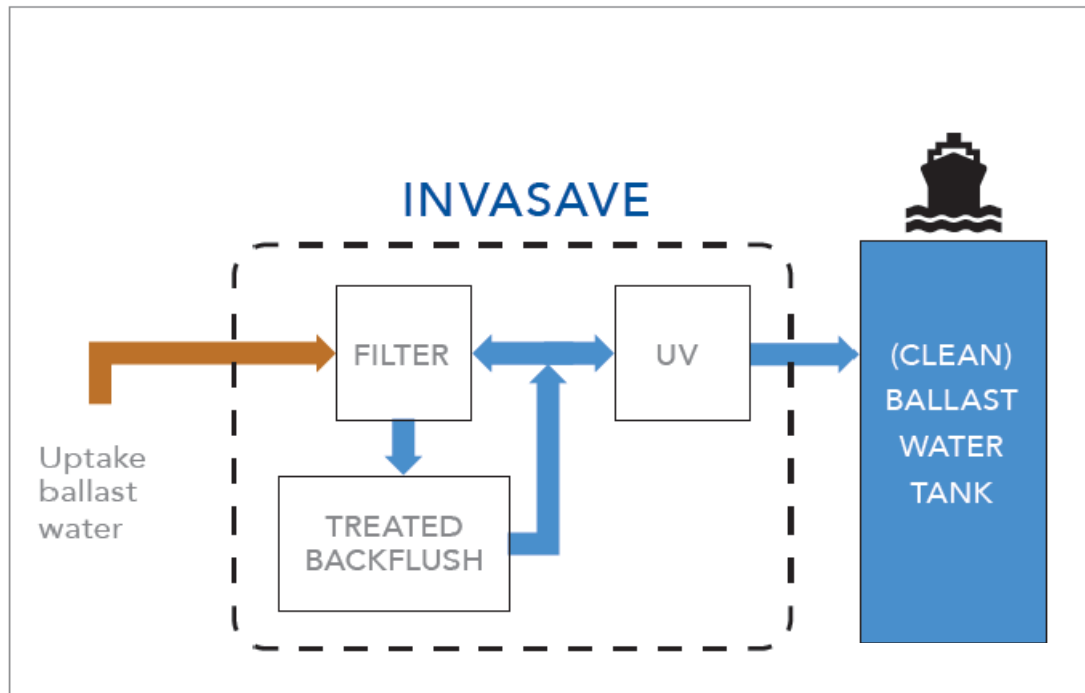 INVASAVE
FILTER
UV
(CLEAN)
BALLAST
WATER
TANK
Uptake
ballast
water
TREATED
BACKFLUSH